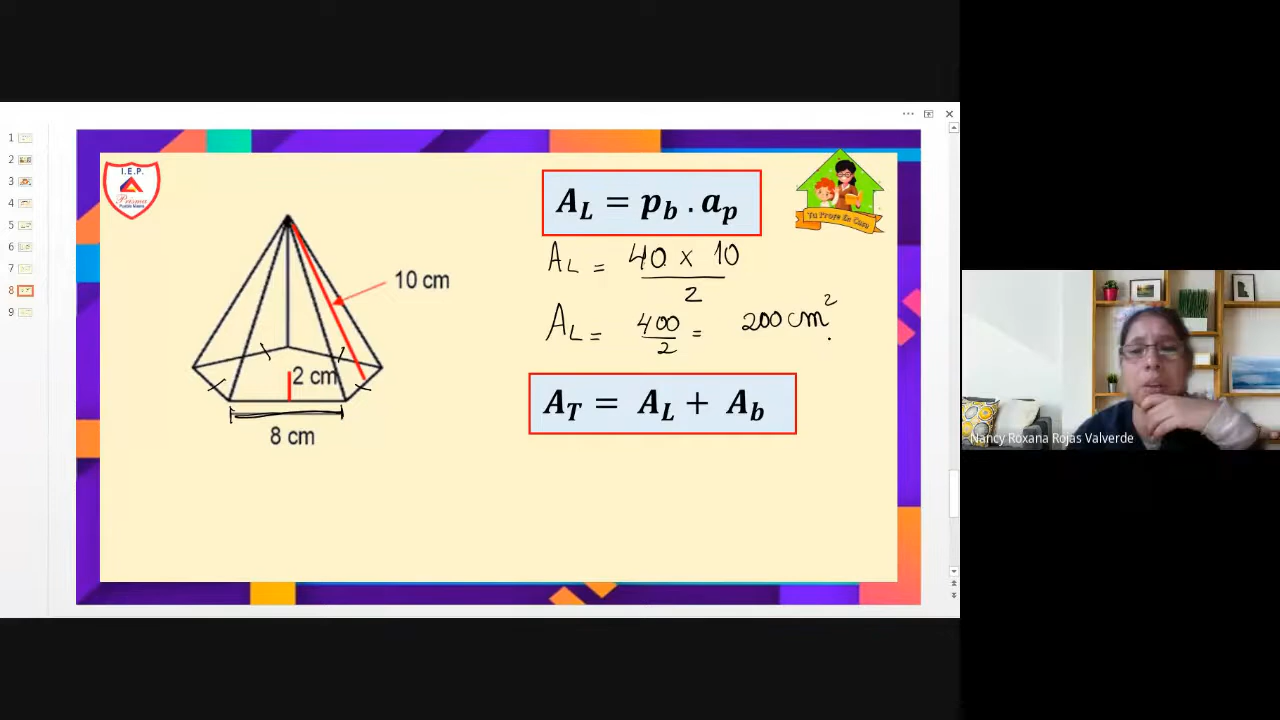 1
2
3
4
5
6
7
8
9
I.E.P.
Prisma
A_L = p_b . a_p
Tu Profe En Casa
A_L = 40 x 10
2
10 cm
A_L = 400 = 200 cm²
2
2 cm
A_T = A_L + A_b
8 cm
Nancy Roxana Rojas Valverde